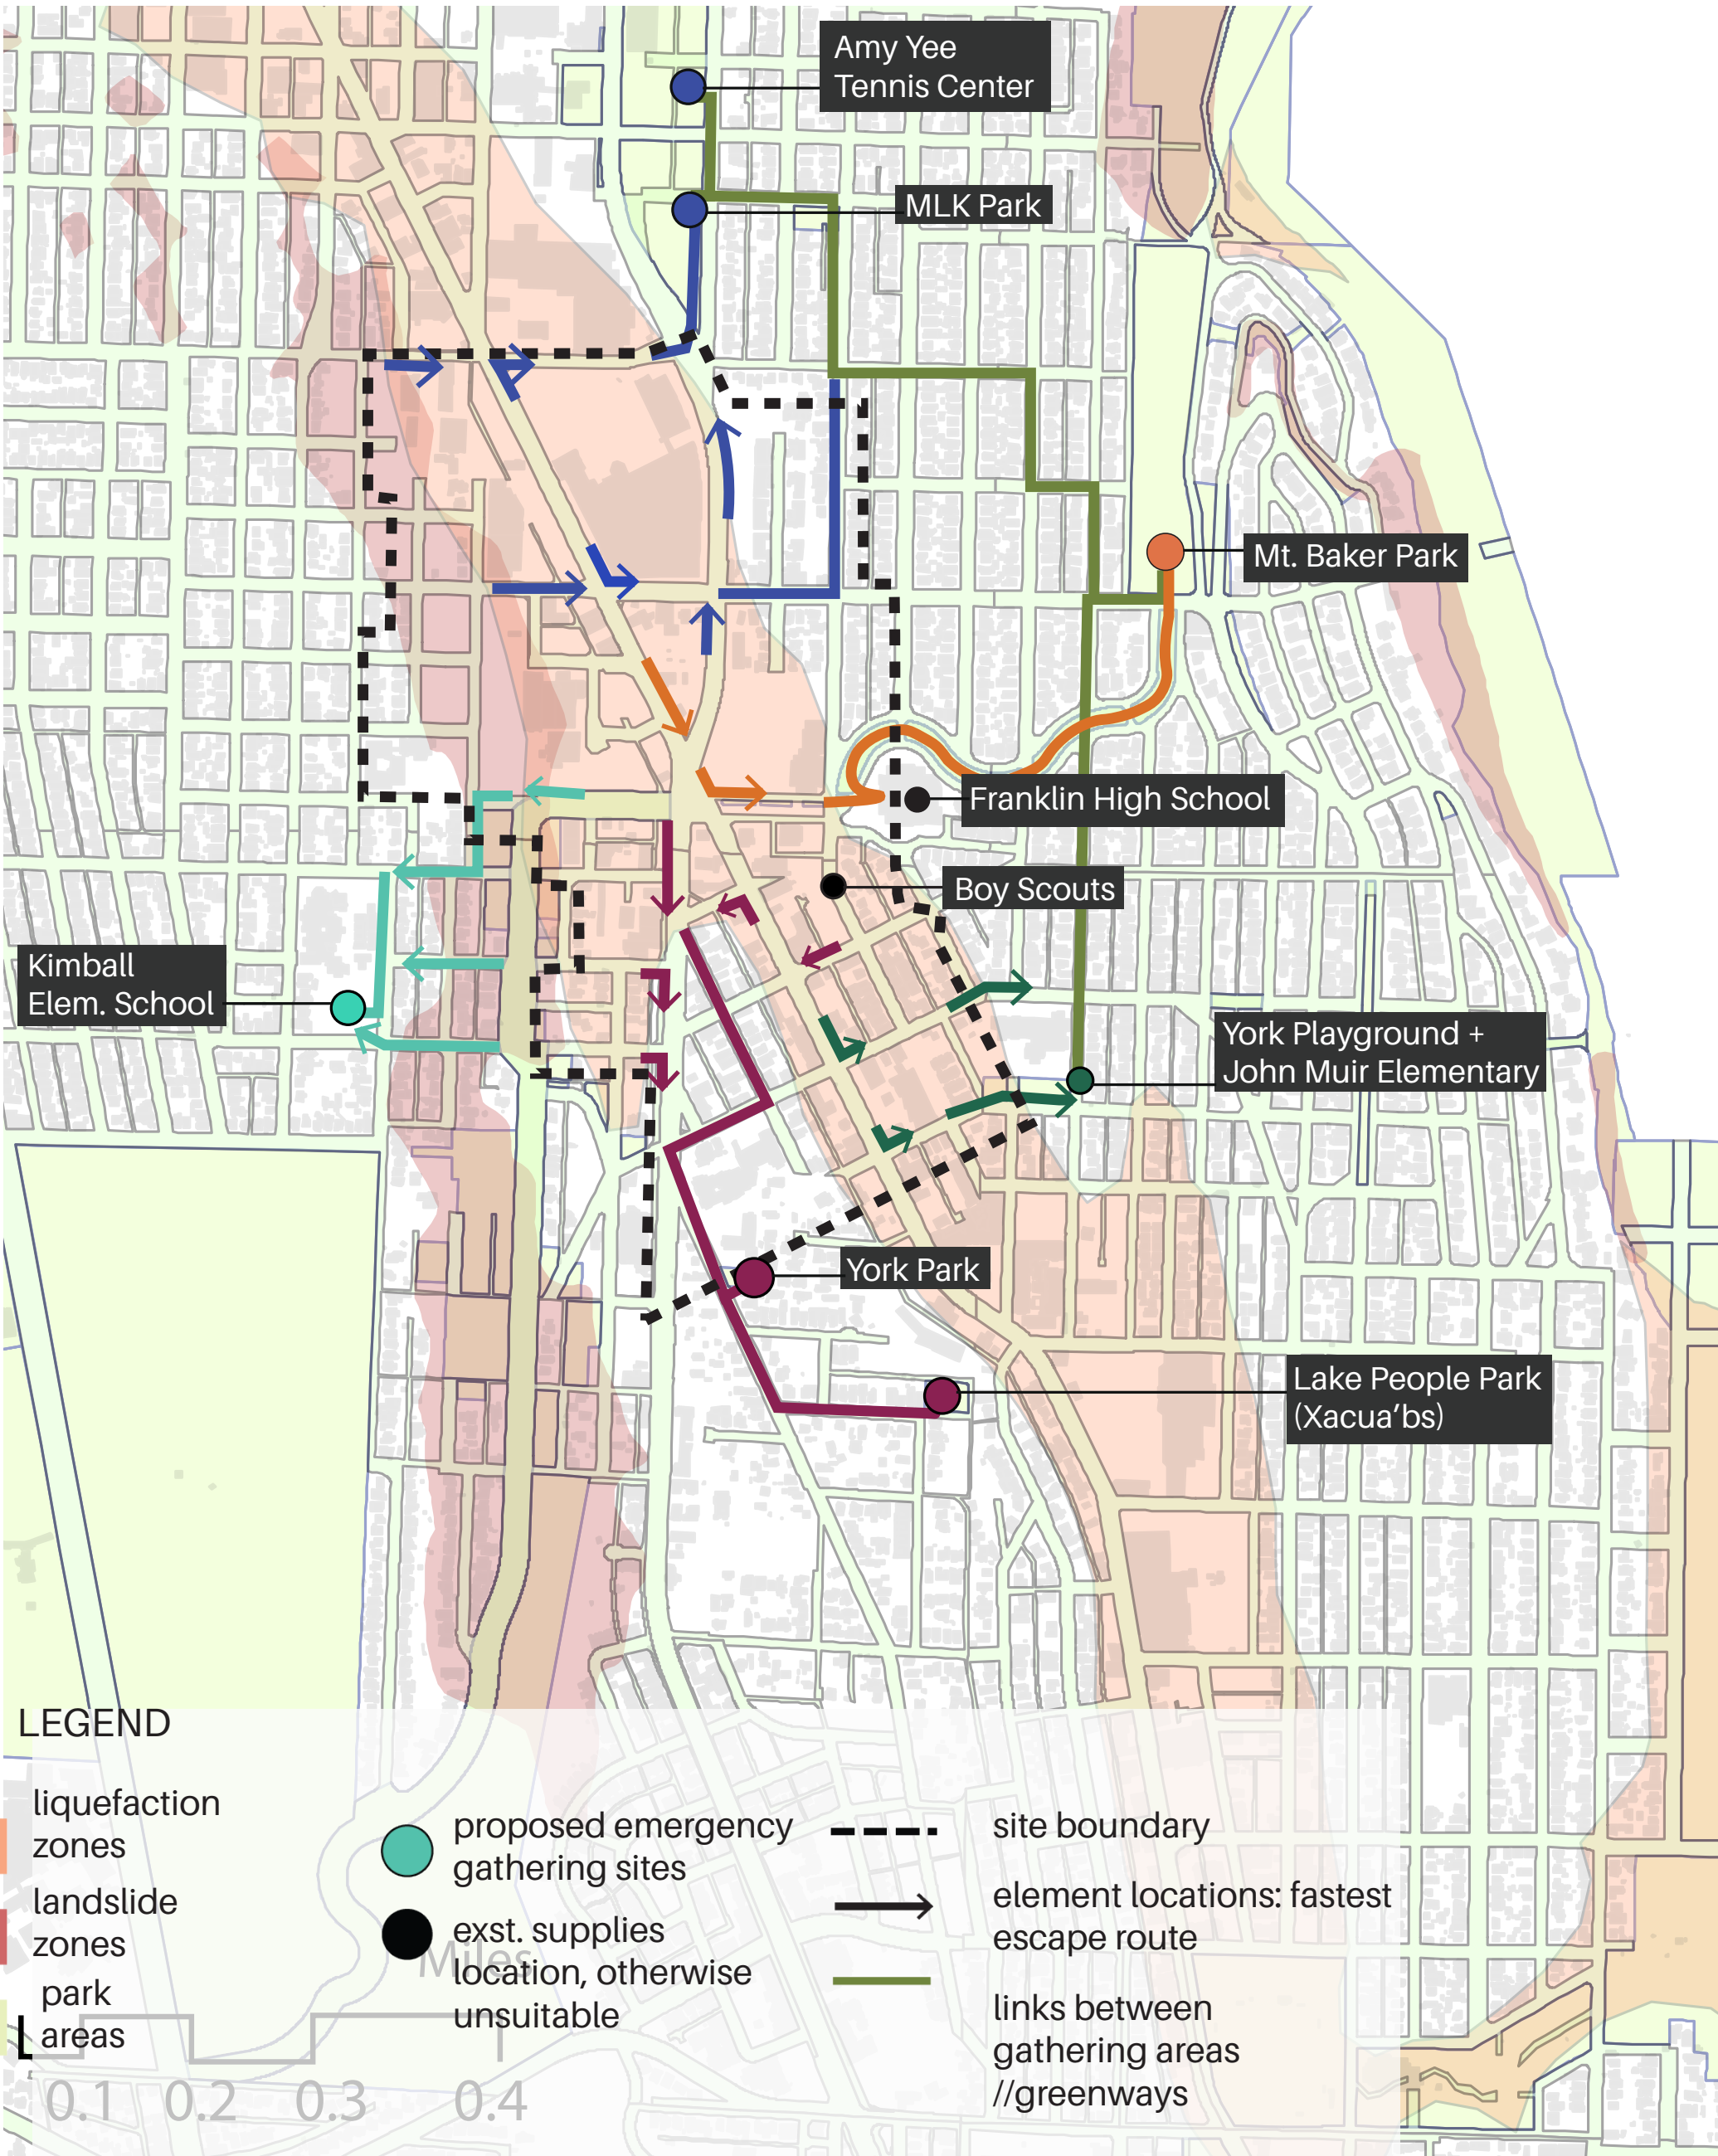 Amy Yee
Tennis Center
MLK Park
Mt. Baker Park
Franklin High School
Boy Scouts
Kimball
Elem. School
York Playground +
John Muir Elementary
York Park
Lake People Park
(Xacua'bs)
LEGEND
liquefaction
zones
landslide
zones
park
areas
proposed emergency
gathering sites
exst. supplies
location, otherwise
unsuitable
site boundary
element locations: fastest
escape route
links between
gathering areas
//greenways
Miles
0.1 0.2 0.3 0.4